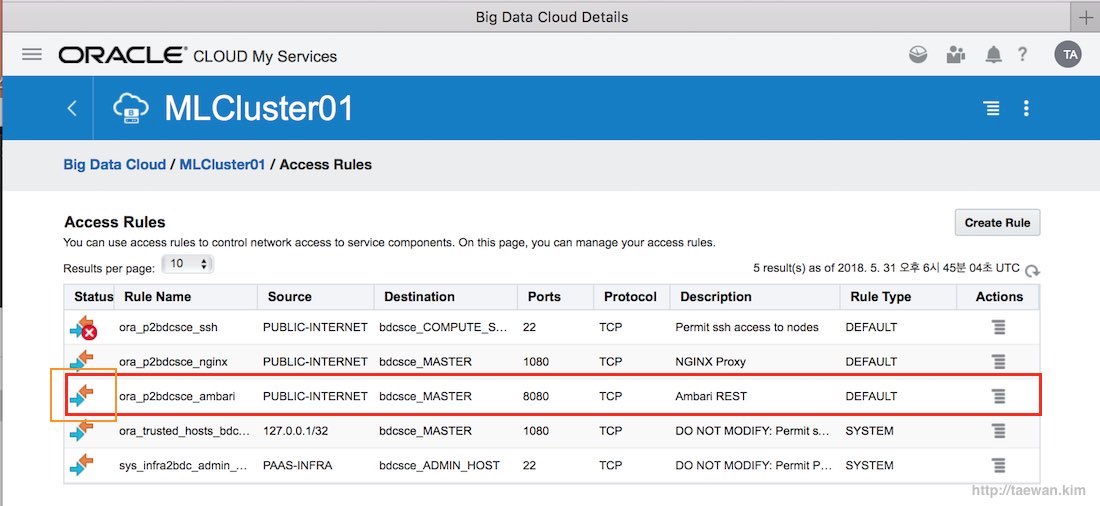 Big Data Cloud Details
ORACLE CLOUD My Services
? TA
MLCluster01
Big Data Cloud / MLCluster01 / Access Rules
Access Rules
Create Rule
You can use access rules to control network access to service components. On this page, you can manage your access rules.
Results per page: 10
5 result(s) as of 2018. 5. 31 오후 6시 45분 04초 UTC
Status Rule Name Source Destination Ports Protocol Description Rule Type Actions
ora_p2bdcsce_ssh PUBLIC-INTERNET bdcsce_COMPUTE_S... 22 TCP Permit ssh access to nodes DEFAULT
ora_p2bdcsce_nginx PUBLIC-INTERNET bdcsce_MASTER 1080 TCP NGINX Proxy DEFAULT
ora_p2bdcsce_ambari PUBLIC-INTERNET bdcsce_MASTER 8080 TCP Ambari REST DEFAULT
ora_trusted_hosts_bdc... 127.0.0.1/32 bdcsce_MASTER 1080 TCP DO NOT MODIFY: Permit s... SYSTEM
sys_infra2bdc_admin_... PAAS-INFRA bdcsce_ADMIN_HOST 22 TCP DO NOT MODIFY: Permit P... SYSTEM
http://taewan.kim